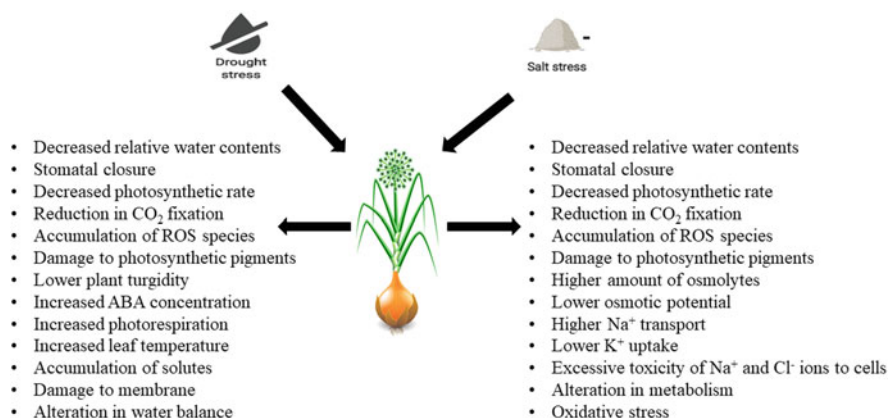 Drought
stress
Salt stress
• Decreased relative water contents
• Stomatal closure
• Decreased photosynthetic rate
• Reduction in CO₂ fixation
• Accumulation of ROS species
• Damage to photosynthetic pigments
• Lower plant turgidity
• Increased ABA concentration
• Increased photorespiration
• Increased leaf temperature
• Accumulation of solutes
• Damage to membrane
• Alteration in water balance
• Decreased relative water contents
• Stomatal closure
• Decreased photosynthetic rate
• Reduction in CO₂ fixation
• Accumulation of ROS species
• Damage to photosynthetic pigments
• Higher amount of osmolytes
• Lower osmotic potential
• Higher Na⁺ transport
• Lower K⁺ uptake
• Excessive toxicity of Na⁺ and Cl⁻ ions to cells
• Alteration in metabolism
• Oxidative stress